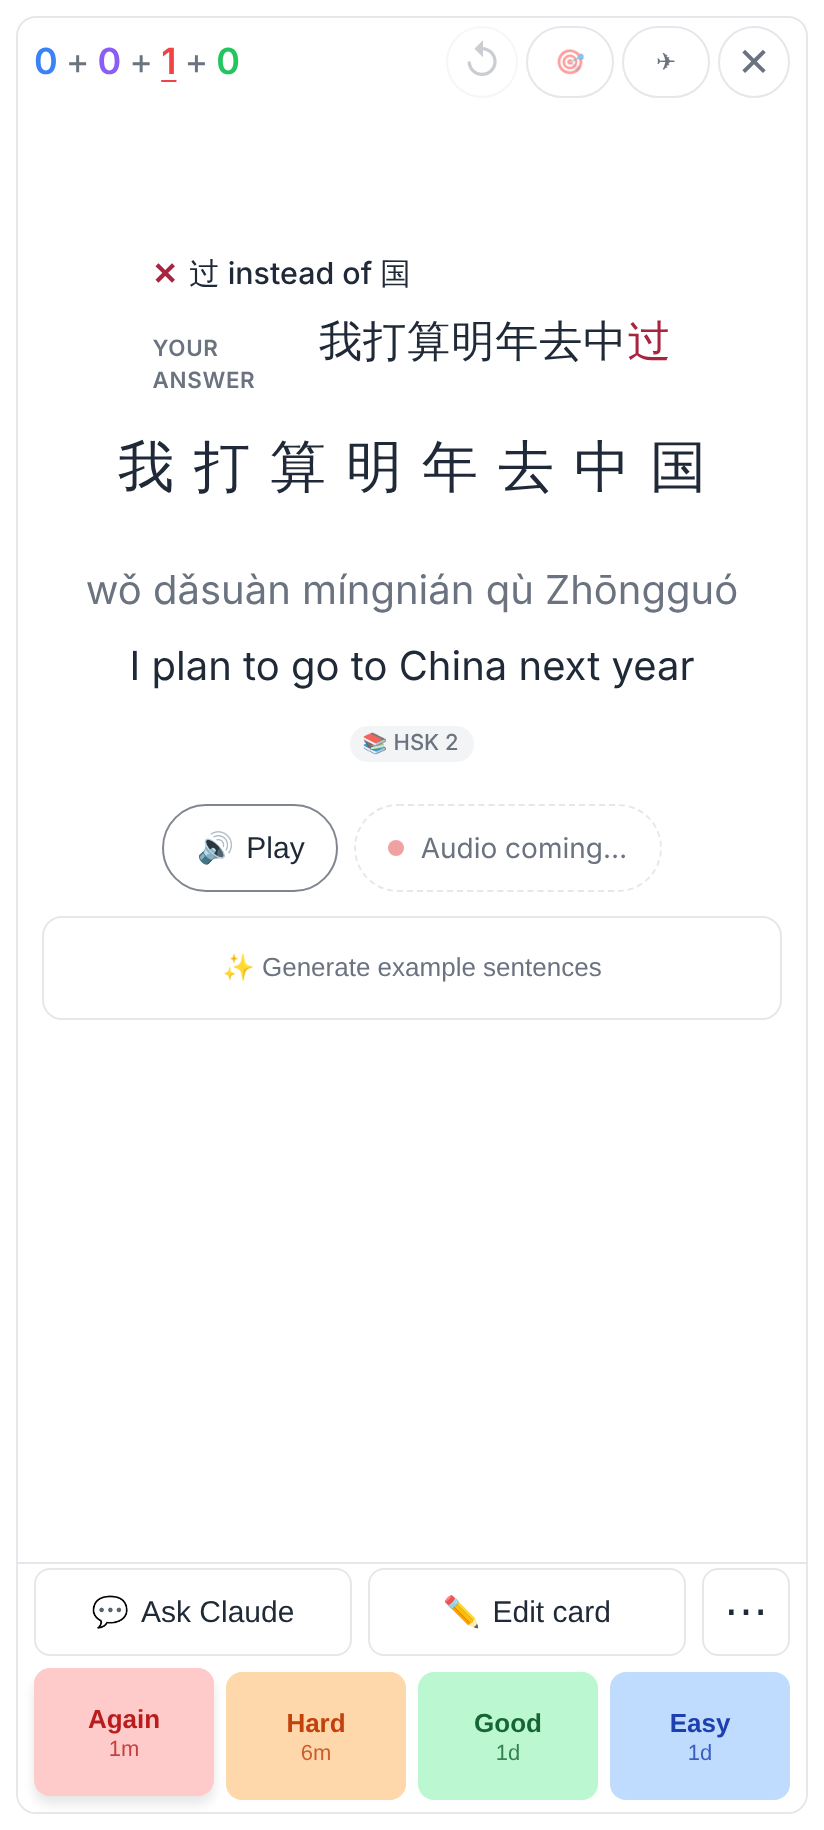 0 + 0 + 1 + 0
✕ 过 instead of 国
YOUR ANSWER
我打算明年去中过
我打算明年去中国
wǒ dǎsuàn míngnián qù Zhōngguó
I plan to go to China next year
📚 HSK 2
🔊 Play
Audio coming...
✨ Generate example sentences
💬 Ask Claude
✏️ Edit card
⋯
Again
1m
Hard
6m
Good
1d
Easy
1d